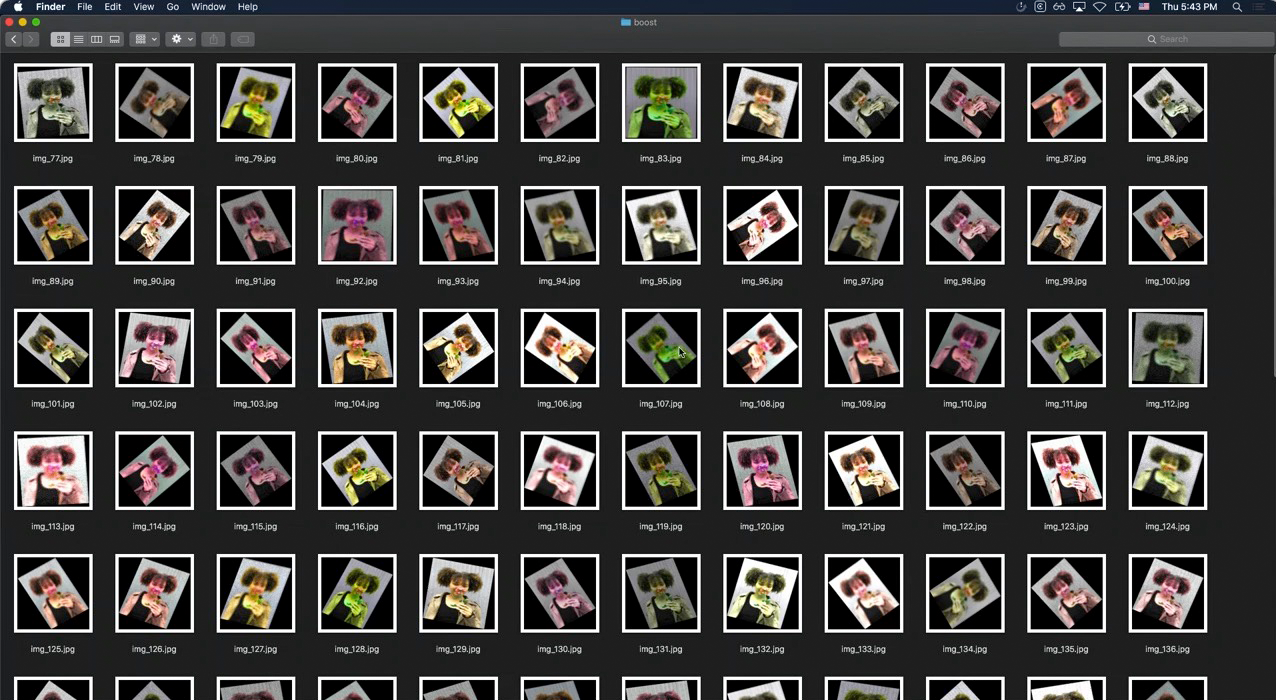 Finder File Edit View Go Window Help Thu 5:43 PM
boost
Search
img_77.jpg img_78.jpg img_79.jpg img_80.jpg img_81.jpg img_82.jpg img_83.jpg img_84.jpg img_85.jpg img_86.jpg img_87.jpg img_88.jpg
img_89.jpg img_90.jpg img_91.jpg img_92.jpg img_93.jpg img_94.jpg img_95.jpg img_96.jpg img_97.jpg img_98.jpg img_99.jpg img_100.jpg
img_101.jpg img_102.jpg img_103.jpg img_104.jpg img_105.jpg img_106.jpg img_107.jpg img_108.jpg img_109.jpg img_110.jpg img_111.jpg img_112.jpg
img_113.jpg img_114.jpg img_115.jpg img_116.jpg img_117.jpg img_118.jpg img_119.jpg img_120.jpg img_121.jpg img_122.jpg img_123.jpg img_124.jpg
img_125.jpg img_126.jpg img_127.jpg img_128.jpg img_129.jpg img_130.jpg img_131.jpg img_132.jpg img_133.jpg img_134.jpg img_135.jpg img_136.jpg